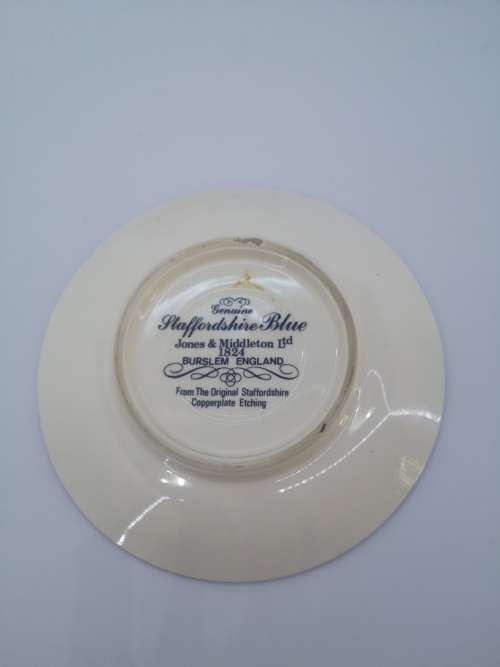 Genuine
Staffordshire Blue
Jones & Middleton Ltd
1824
BURSLEM ENGLAND
From The Original Staffordshire
Copperplate Etching